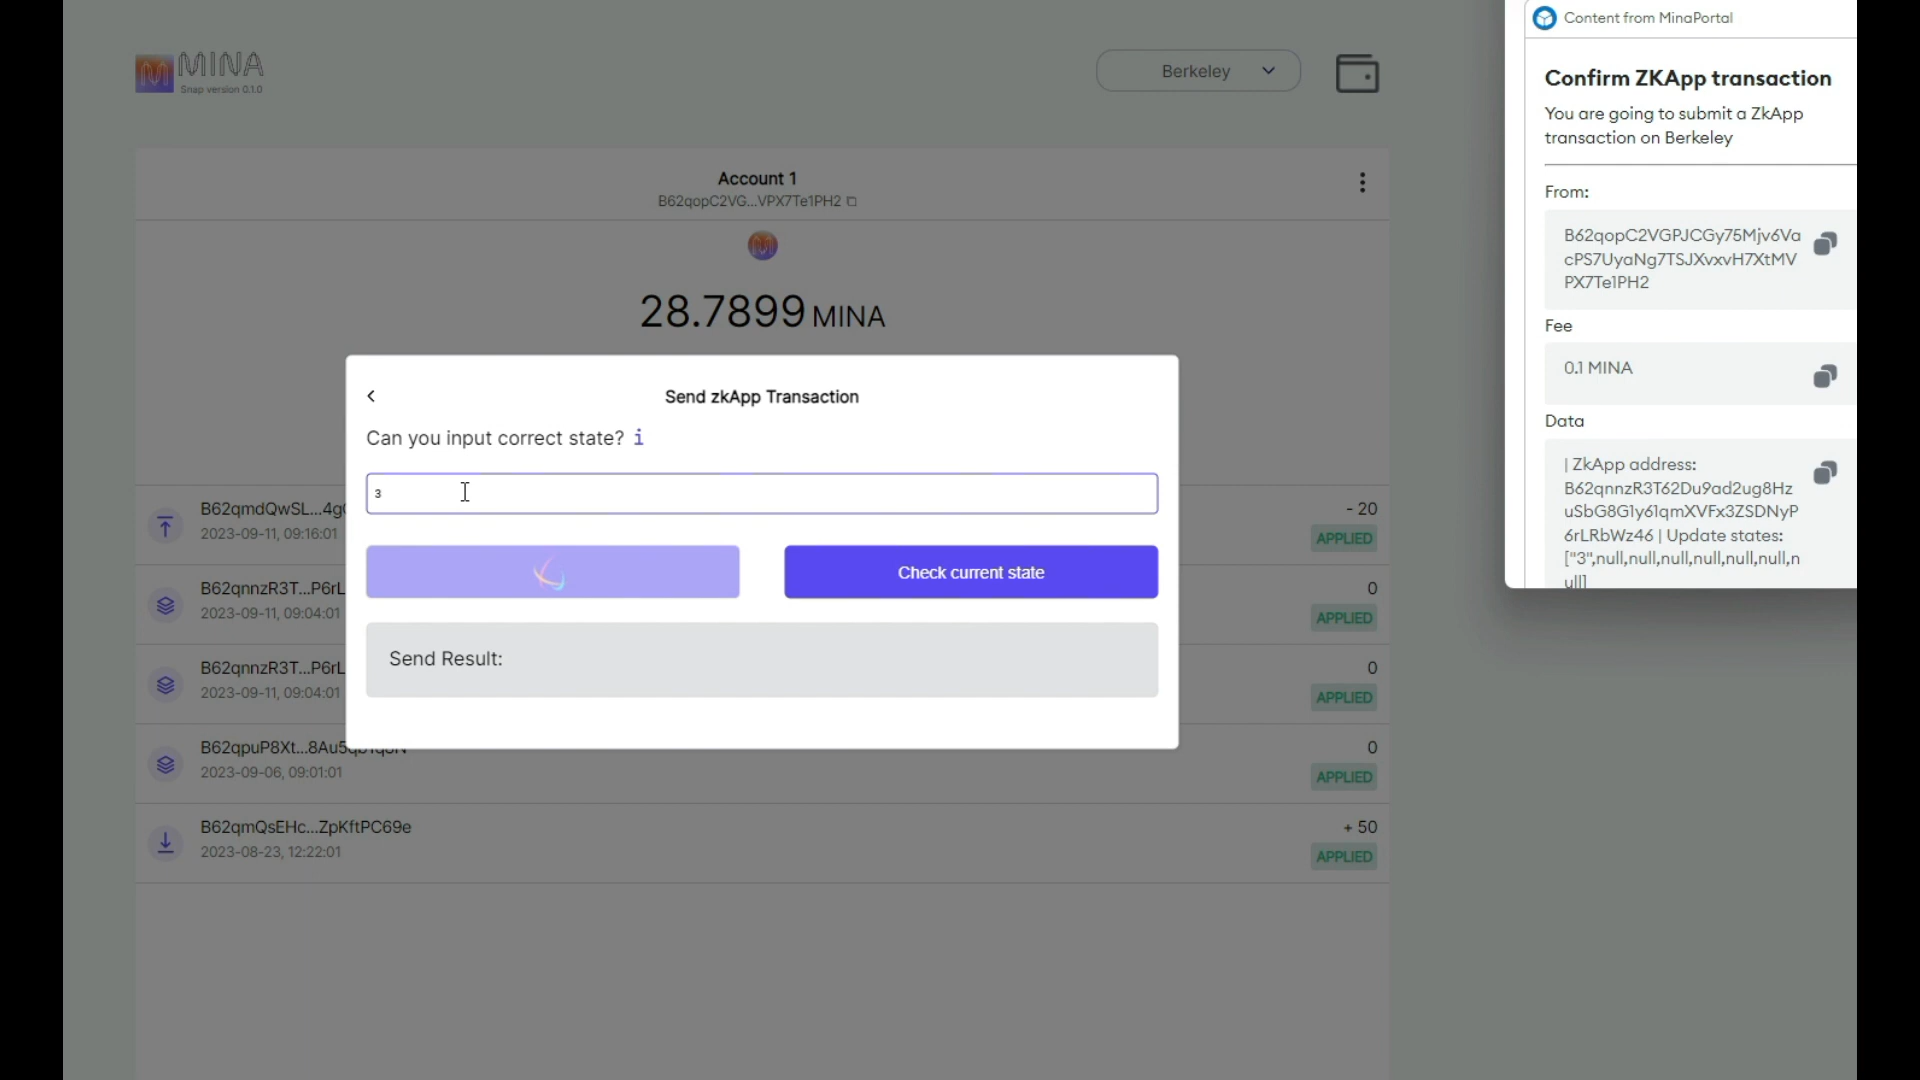 MINA
Snap version 0.1.0
Berkeley
Account 1
B62qopC2VG...VPX7Te1PH2
28.7899 MINA
Send zkApp Transaction
Can you input correct state? i
3
Check current state
Send Result:
B62qmdQwSL...4g
- 20
2023-09-11, 09:16:01
APPLIED
B62qnnzR3T...P6rL
0
2023-09-11, 09:04:01
APPLIED
B62qnnzR3T...P6rL
0
2023-09-11, 09:04:01
APPLIED
B62qpuP8Xt...8Au5
0
2023-09-06, 09:01:01
APPLIED
B62qmQsEHc...ZpKftPC69e
+ 50
2023-08-23, 12:22:01
APPLIED
Content from MinaPortal
Confirm ZKApp transaction
You are going to submit a ZkApp
transaction on Berkeley
From:
B62qopC2VGPJCGy75Mjv6Va
cPS7UyaNg7TSJXvxvH7XtMV
PX7Te1PH2
Fee
0.1 MINA
Data
| ZkApp address:
B62qnnzR3T62Du9ad2ug8Hz
uSbG8G1y61qmXVFx3ZSDNyP
6rLRbWz46 | Update states:
["3",null,null,null,null,null,null,n
ull]